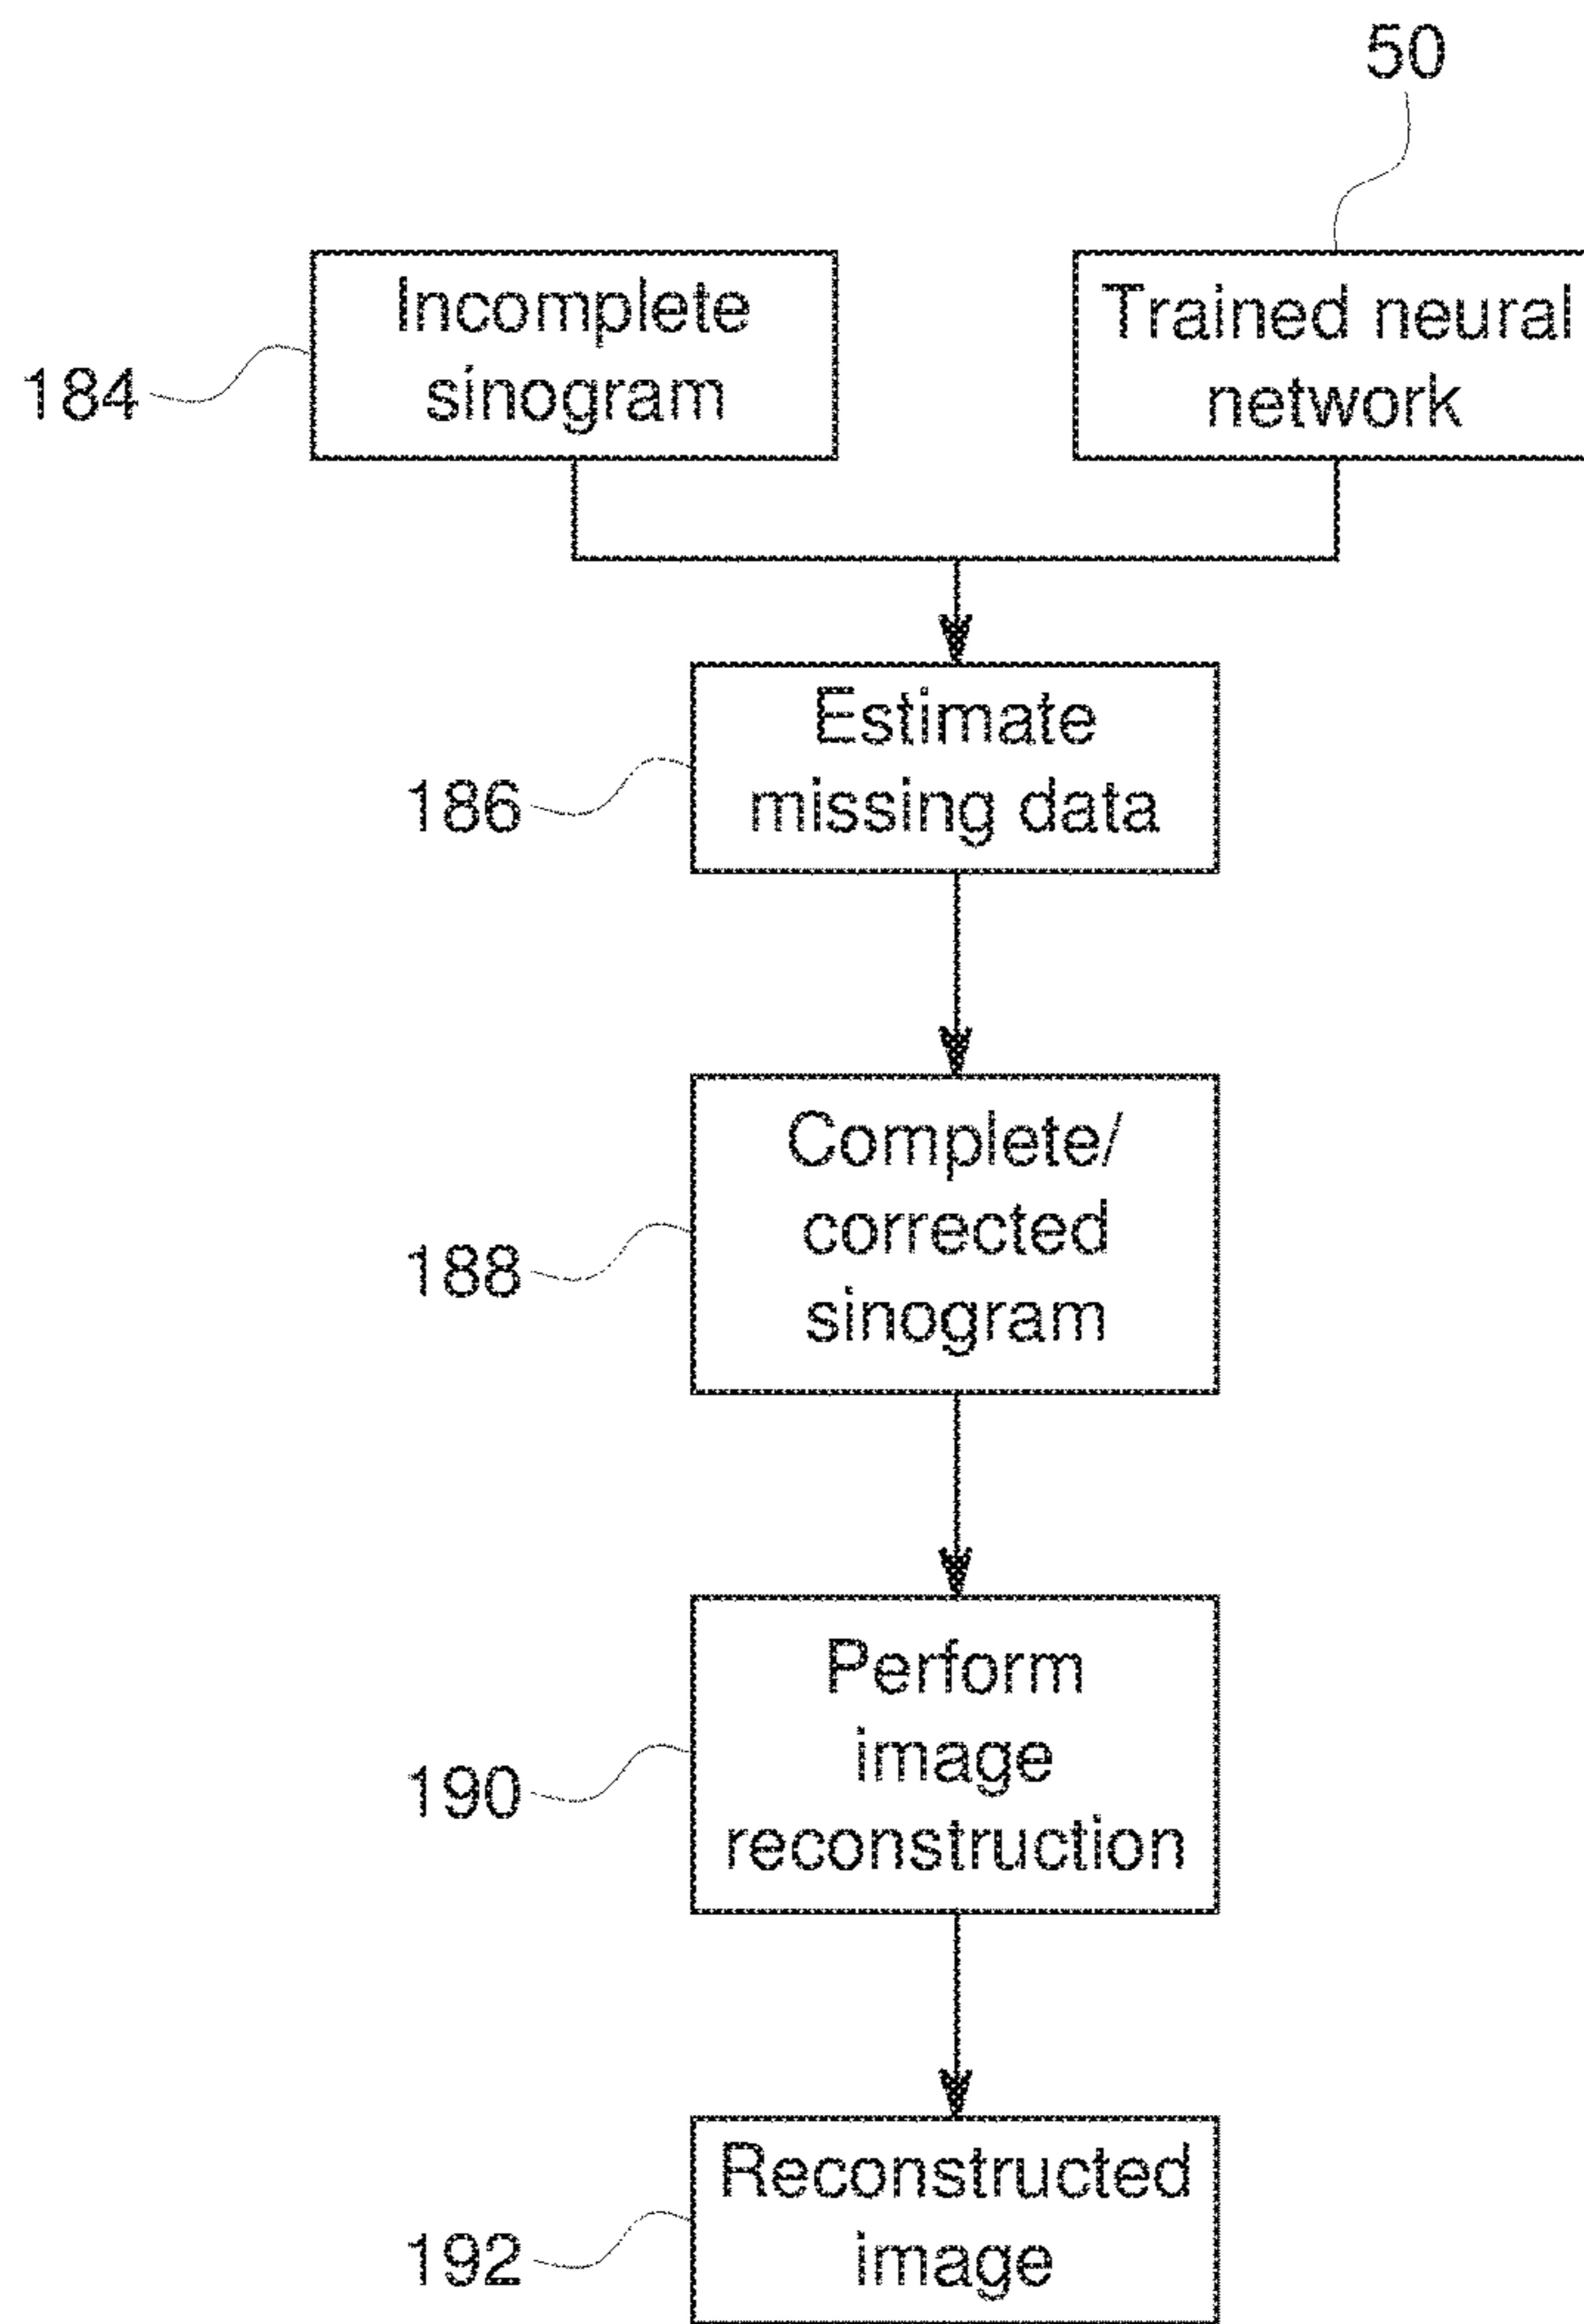 50
Incomplete
sinogram
184
Trained neural
network
Estimate
missing data
186
Complete/
corrected
sinogram
188
Perform
image
reconstruction
190
Reconstructed
image
192